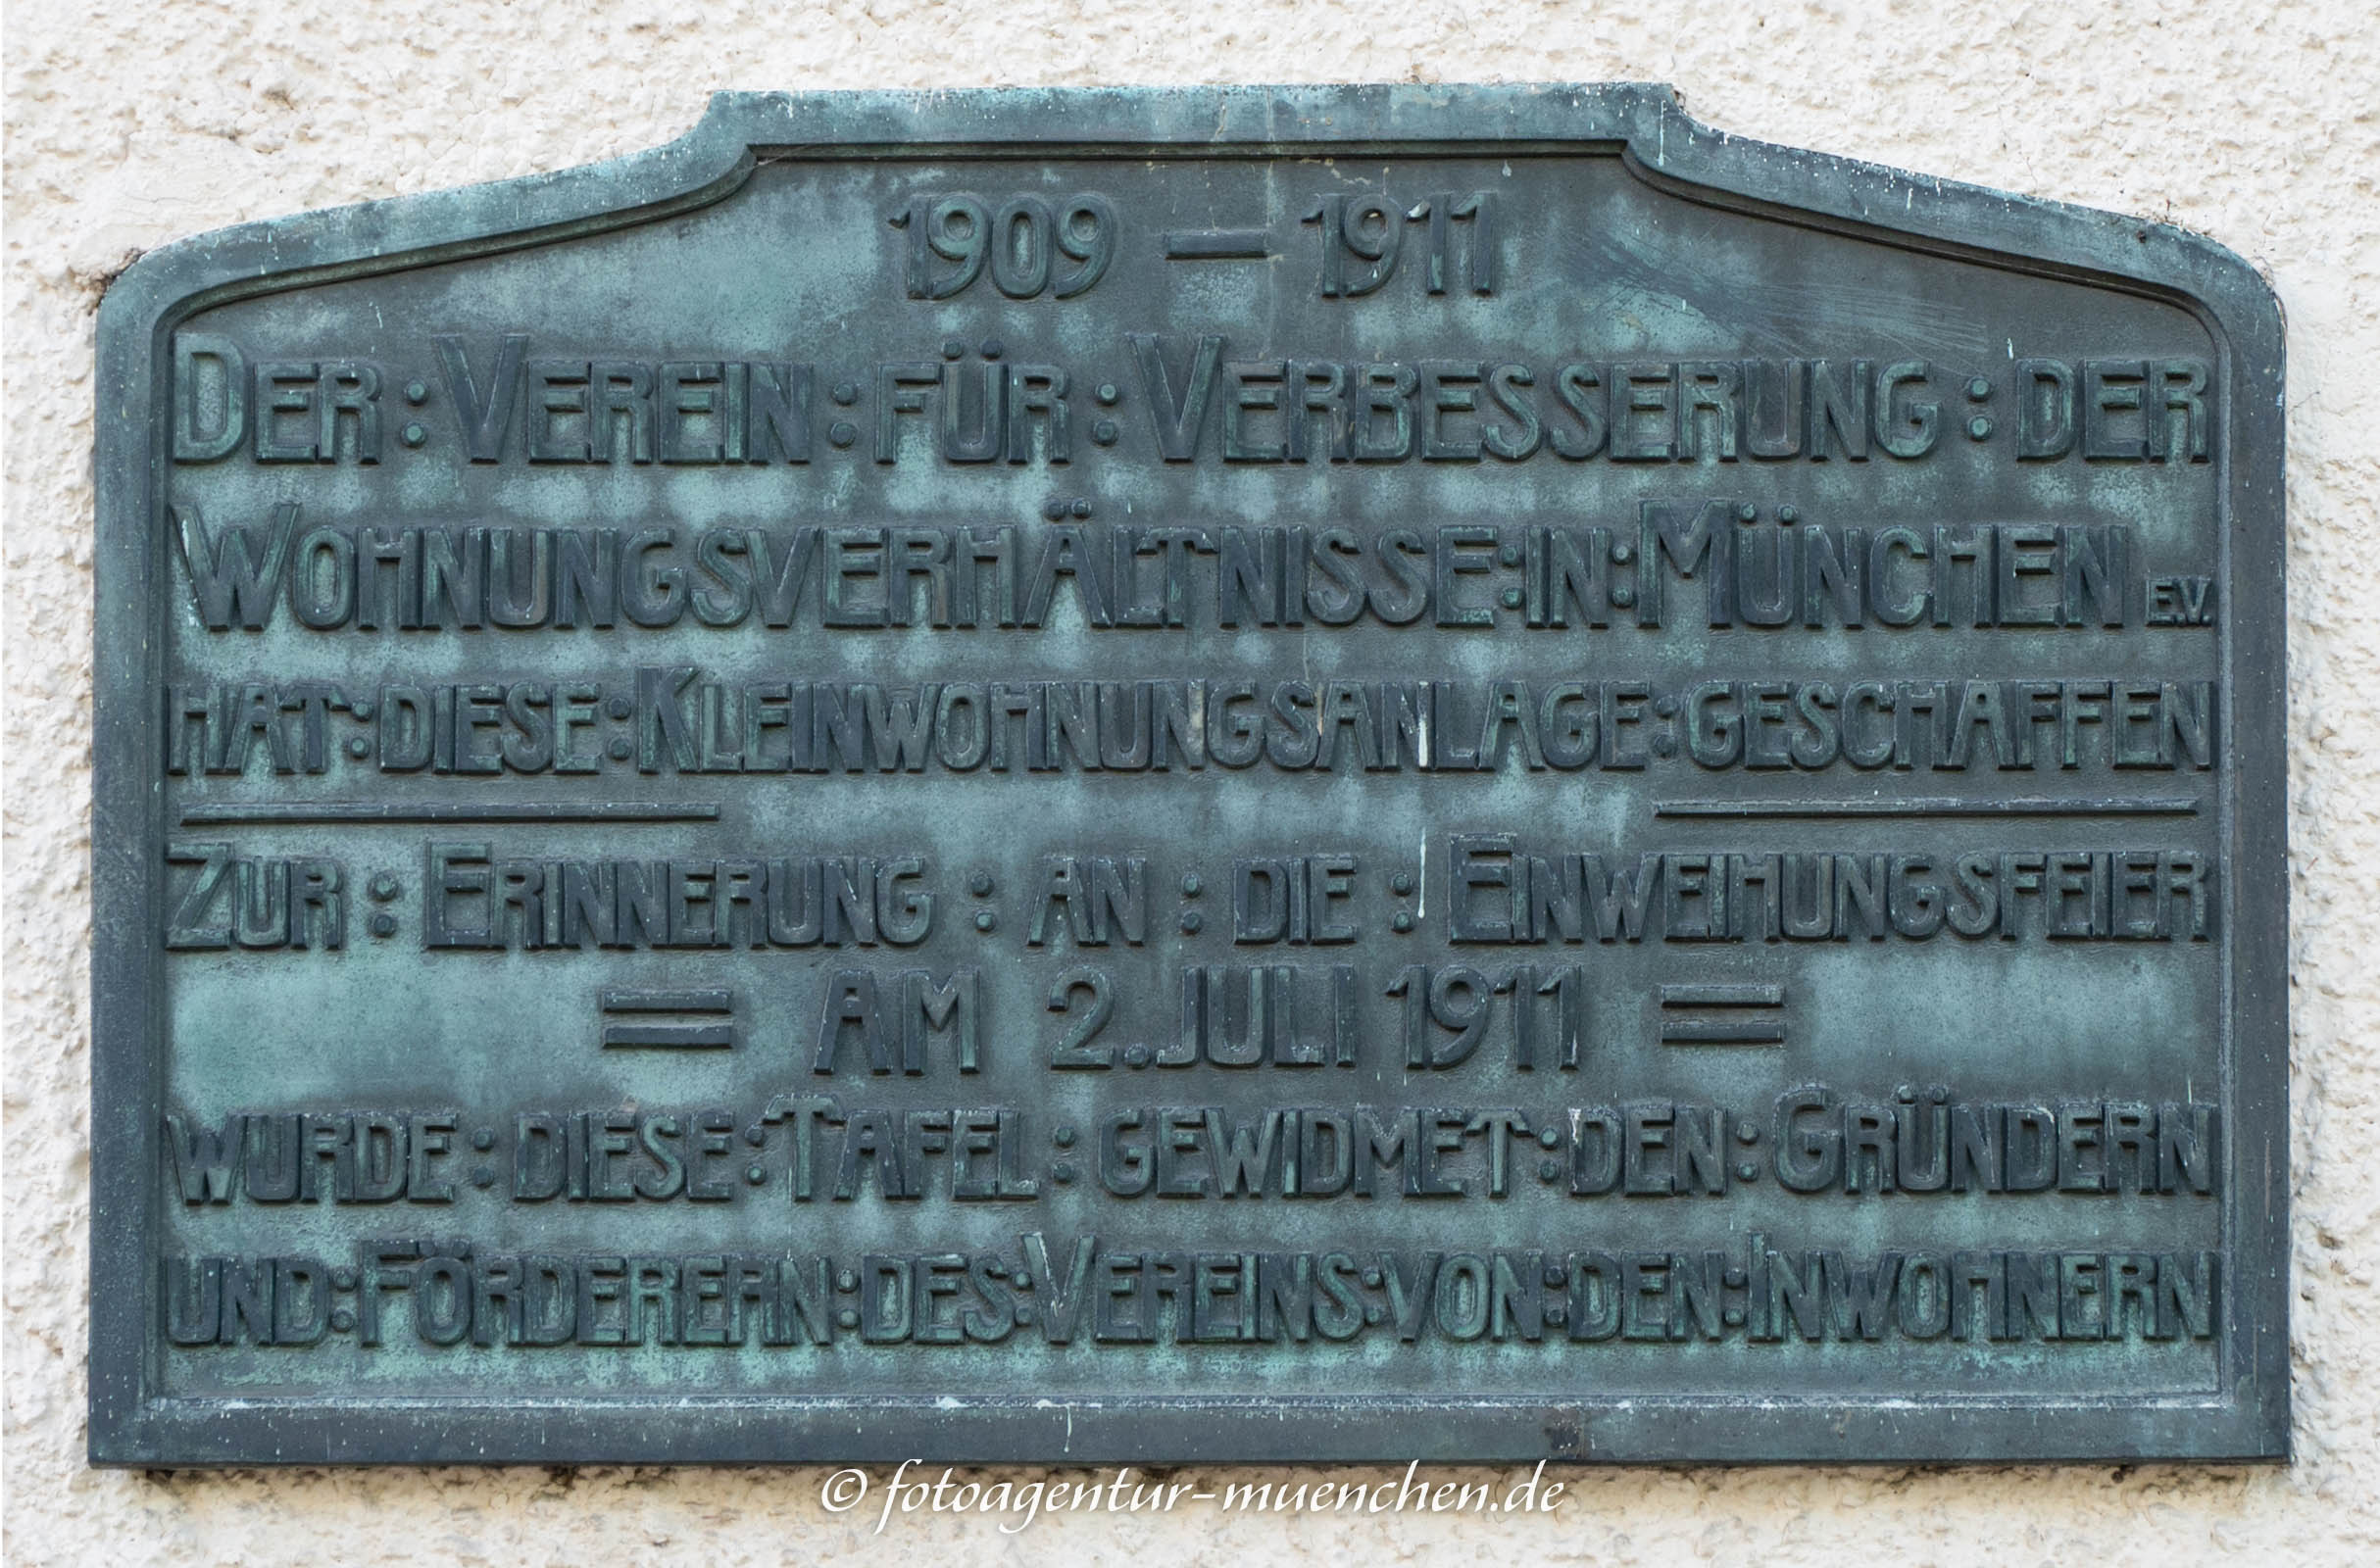 1909 — 1911
DER : VEREIN : FÜR : VERBESSERUNG : DER
WOHNUNGSVERHÄLTNISSE : IN : MÜNCHEN E.V.
HAT : DIESE : KLEINWOHNUNGSANLAGE : GESCHAFFEN
ZUR : ERINNERUNG : AN : DIE : EINWEIHUNGSFEIER
= AM 2. JULI 1911 =
WURDE : DIESE : TAFEL : GEWIDMET : DEN : GRÜNDERN
UND : FÖRDERERN : DES : VEREINS : VON : DEN : INWOHNERN
© fotoagentur-muenchen.de